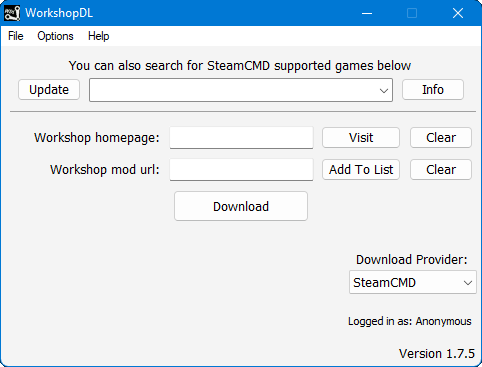 WorkshopDL
File Options Help
You can also search for SteamCMD supported games below
Update Info
Workshop homepage: Visit Clear
Workshop mod url: Add To List Clear
Download
Download Provider:
SteamCMD
Logged in as: Anonymous
Version 1.7.5